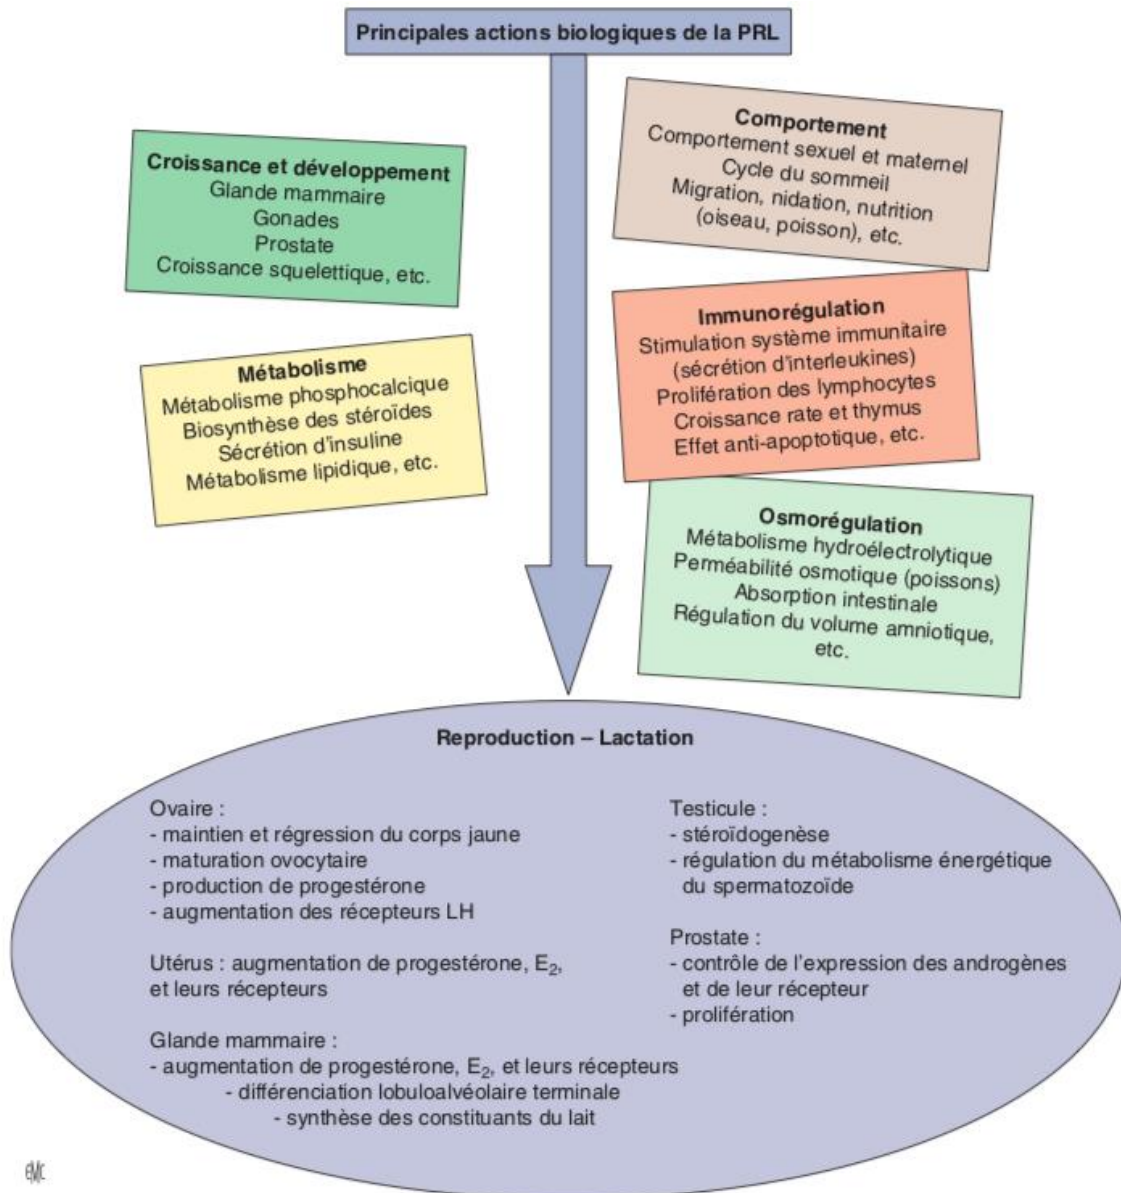 Principales actions biologiques de la PRL
Croissance et développement
Glande mammaire
Gonades
Prostate
Croissance squelettique, etc.
Métabolisme
Métabolisme phosphocalcique
Biosynthèse des stéroïdes
Sécrétion d'insuline
Métabolisme lipidique, etc.
Comportement
Comportement sexuel et maternel
Cycle du sommeil
Migration, nidation, nutrition
(oiseau, poisson), etc.
Immunorégulation
Stimulation système immunitaire
(sécrétion d'interleukines)
Prolifération des lymphocytes
Croissance rate et thymus
Effet anti-apoptotique, etc.
Osmorégulation
Métabolisme hydroélectrolytique
Perméabilité osmotique (poissons)
Absorption intestinale
Régulation du volume amniotique,
etc.
Reproduction – Lactation
Ovaire :
- maintien et régression du corps jaune
- maturation ovocytaire
- production de progestérone
- augmentation des récepteurs LH
Utérus : augmentation de progestérone, E₂,
et leurs récepteurs
Glande mammaire :
- augmentation de progestérone, E₂, et leurs récepteurs
- différenciation lobuloalvéolaire terminale
- synthèse des constituants du lait
Testicule :
- stéroïdogenèse
- régulation du métabolisme énergétique
du spermatozoïde
Prostate :
- contrôle de l'expression des androgènes
et de leur récepteur
- prolifération
EMC